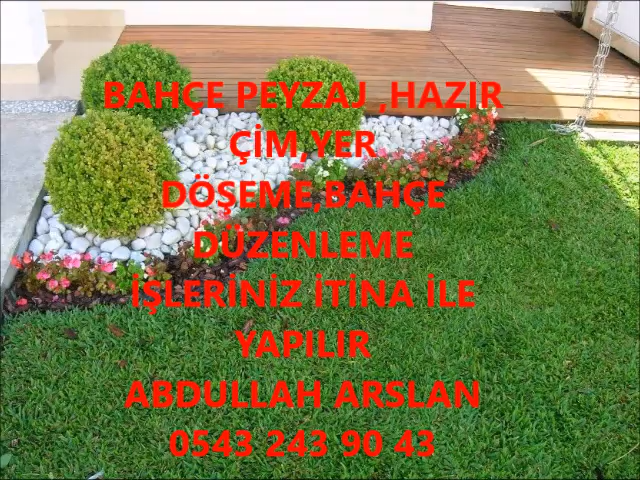 BAHÇE PEYZAJ ,HAZIR
ÇİM,YER
DÖŞEME,BAHÇE
DÜZENLEME
İŞLERİNİZ İTİNA İLE
YAPILIR
ABDULLAH ARSLAN
0543 243 90 43